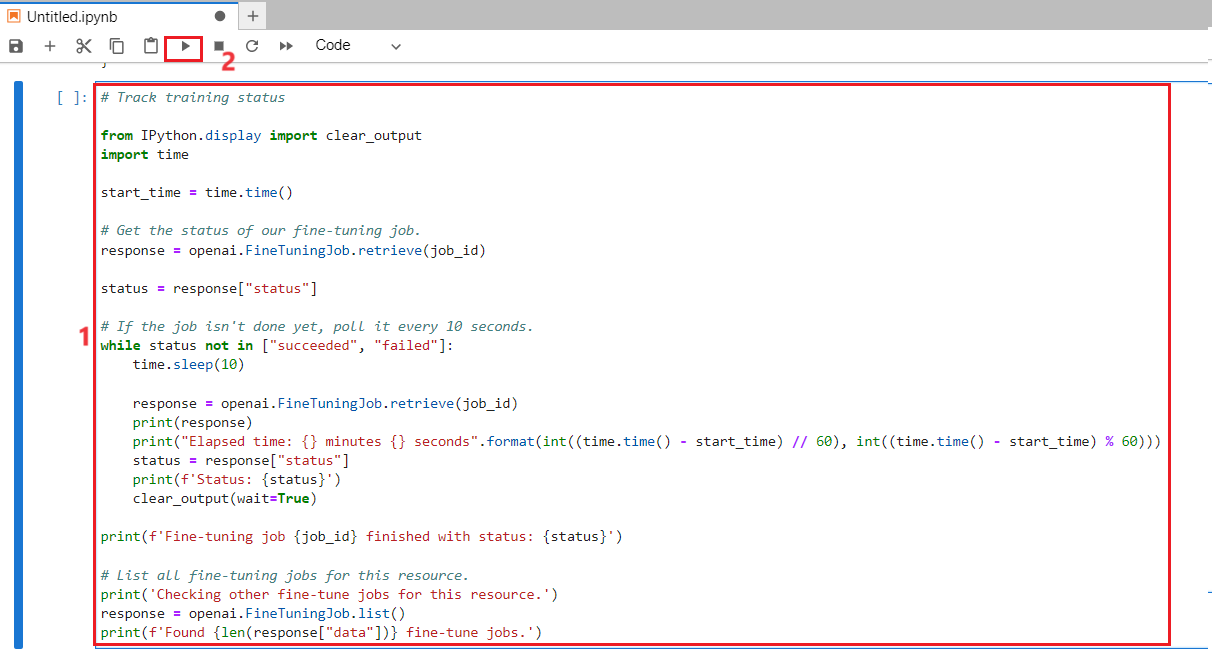 Untitled.ipynb
Code
2
[ ]:
# Track training status
from IPython.display import clear_output
import time
start_time = time.time()
# Get the status of our fine-tuning job.
response = openai.FineTuningJob.retrieve(job_id)
status = response["status"]
# If the job isn't done yet, poll it every 10 seconds.
1
while status not in ["succeeded", "failed"]:
    time.sleep(10)
    response = openai.FineTuningJob.retrieve(job_id)
    print(response)
    print("Elapsed time: {} minutes {} seconds".format(int((time.time() - start_time) // 60), int((time.time() - start_time) % 60)))
    status = response["status"]
    print(f'Status: {status}')
    clear_output(wait=True)
print(f'Fine-tuning job {job_id} finished with status: {status}')
# List all fine-tuning jobs for this resource.
print('Checking other fine-tune jobs for this resource.')
response = openai.FineTuningJob.list()
print(f'Found {len(response["data"])} fine-tune jobs.')